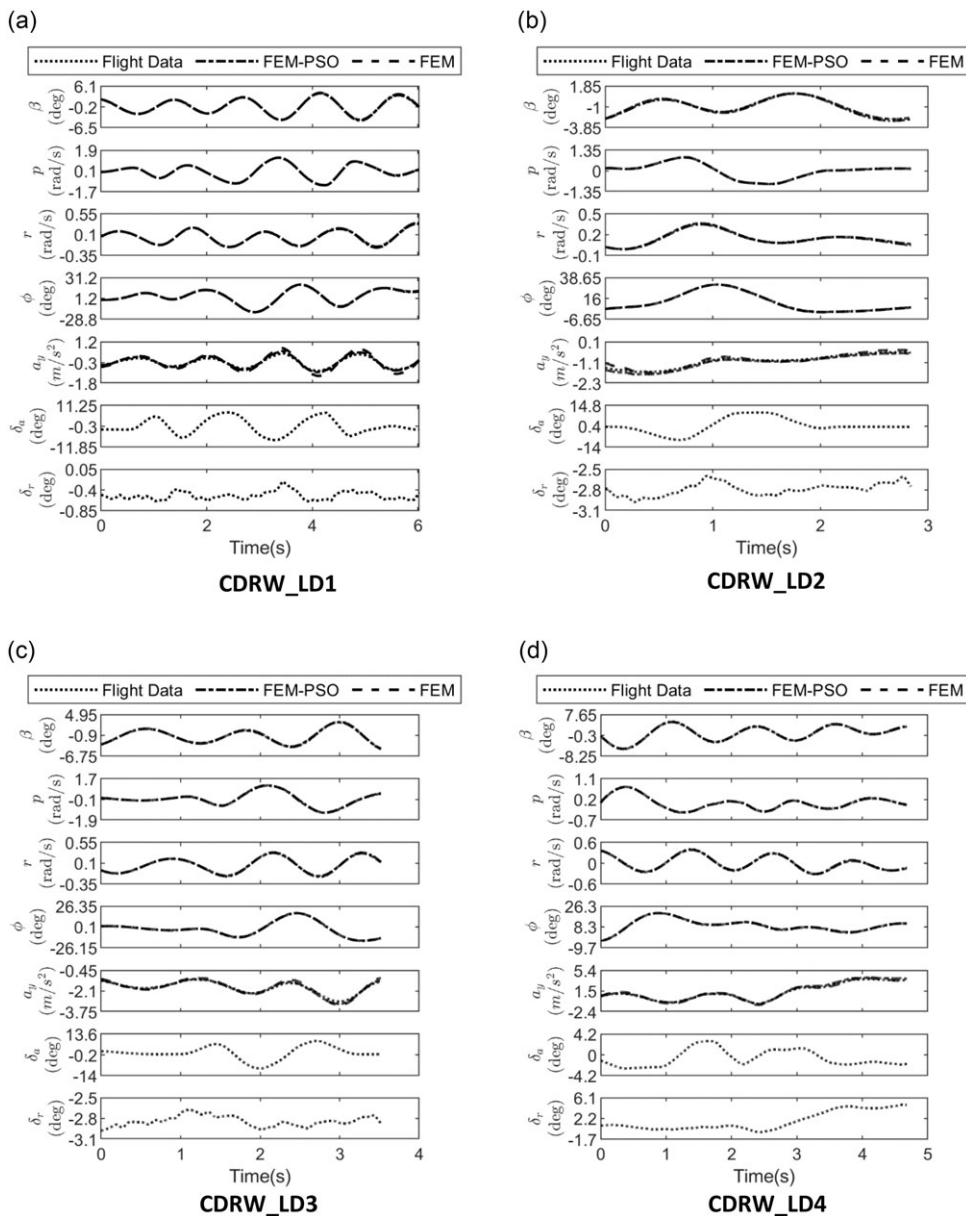 (a)
Flight Data FEM-PSO FEM
6.1
-0.2
-6.5
β
(deg)
1.9
0.1
-1.7
p
(rad/s)
0.55
0.1
-0.35
r
(rad/s)
31.2
1.2
-28.8
ϕ
(deg)
1.2
-0.3
-1.8
a_y
(m/s²)
11.25
-0.3
-11.85
δ_a
(deg)
0.05
-0.4
-0.85
δ_r
(deg)
0 2 4 6
Time(s)
CDRW_LD1
(b)
Flight Data FEM-PSO FEM
1.85
-1
-3.85
β
(deg)
1.35
0
-1.35
p
(rad/s)
0.5
0.2
-0.1
r
(rad/s)
38.65
16
-6.65
ϕ
(deg)
0.1
-1.1
-2.3
a_y
(m/s²)
14.8
0.4
-14
δ_a
(deg)
-2.5
-2.8
-3.1
δ_r
(deg)
0 1 2 3
Time(s)
CDRW_LD2
(c)
Flight Data FEM-PSO FEM
4.95
-0.9
-6.75
β
(deg)
1.7
-0.1
-1.9
p
(rad/s)
0.55
0.1
-0.35
r
(rad/s)
26.35
0.1
-26.15
ϕ
(deg)
-0.45
-2.1
-3.75
a_y
(m/s²)
13.6
-0.2
-14
δ_a
(deg)
-2.5
-2.8
-3.1
δ_r
(deg)
0 1 2 3 4
Time(s)
CDRW_LD3
(d)
Flight Data FEM-PSO FEM
7.65
-0.3
-8.25
β
(deg)
1.1
0.2
-0.7
p
(rad/s)
0.6
0
-0.6
r
(rad/s)
26.3
8.3
-9.7
ϕ
(deg)
5.4
1.5
-2.4
a_y
(m/s²)
4.2
0
-4.2
δ_a
(deg)
6.1
2.2
-1.7
δ_r
(deg)
0 1 2 3 4 5
Time(s)
CDRW_LD4